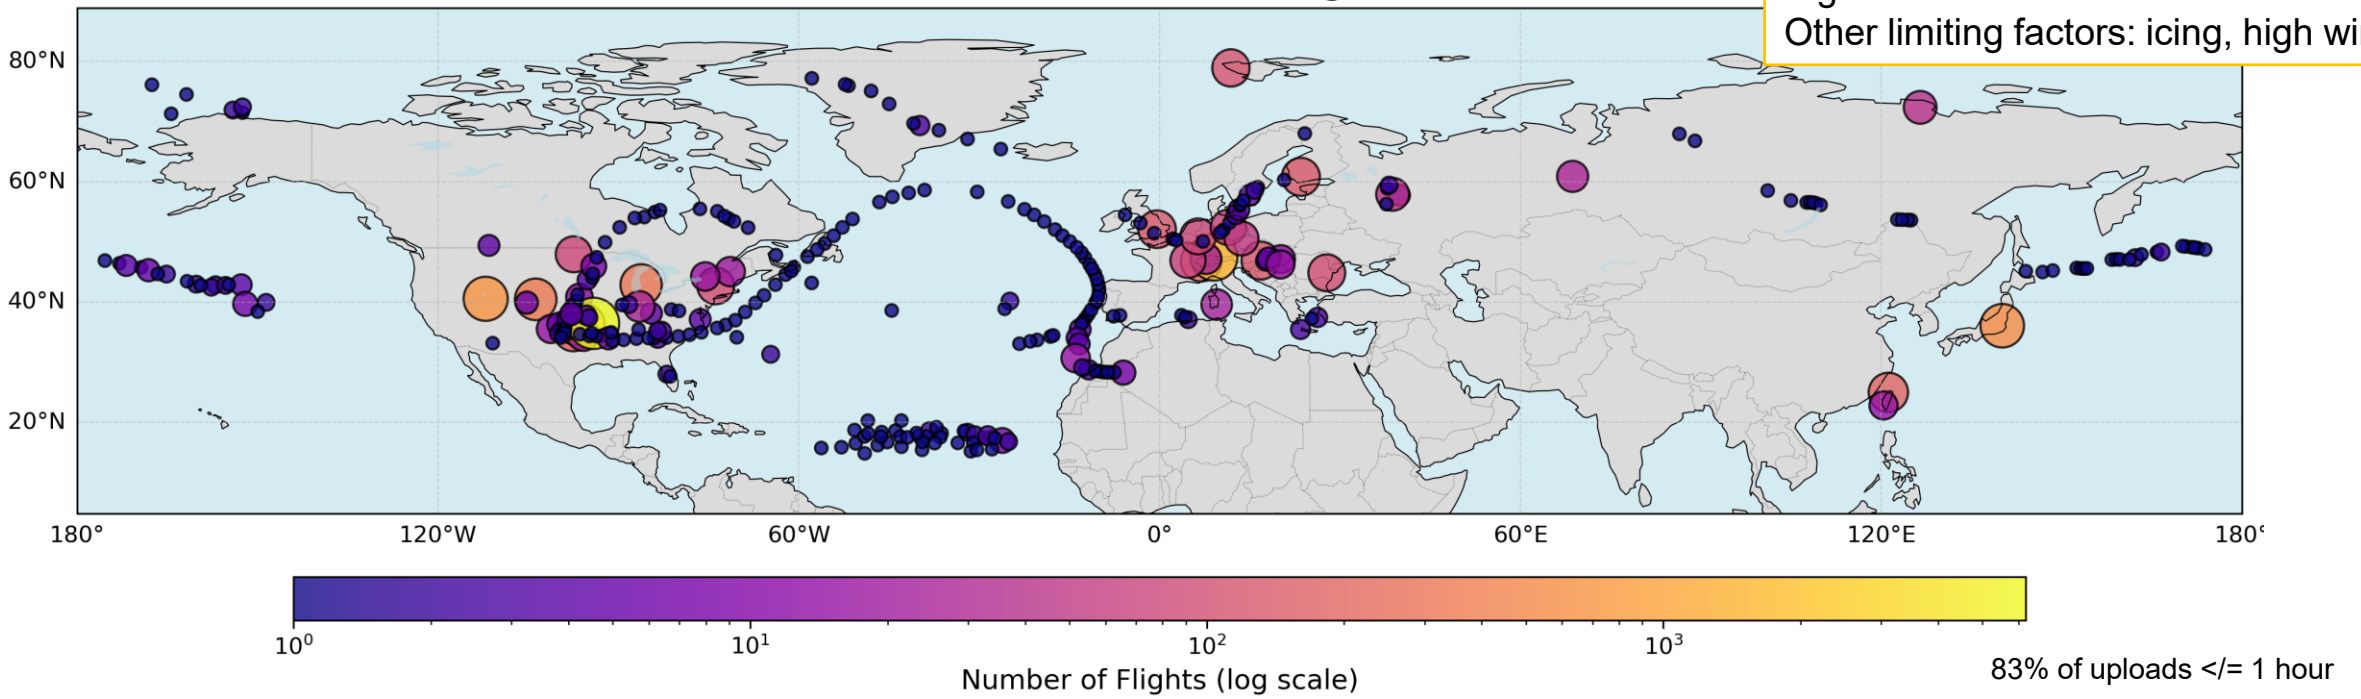 Other limiting factors: icing, high
80°N
60°N
40°N
20°N
180° 120°W 60°W 0° 60°E 120°E 180°
10⁰ 10¹ 10² 10³
Number of Flights (log scale)
83% of uploads </= 1 hour